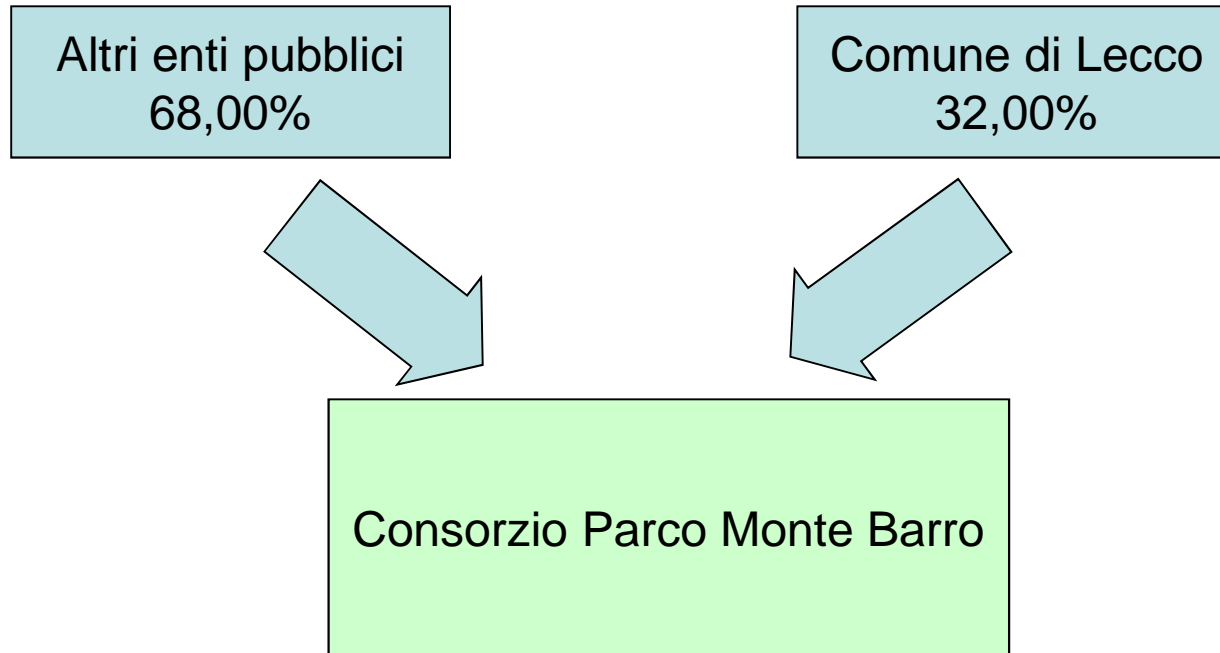 Altri enti pubblici
68,00%
Comune di Lecco
32,00%
Consorzio Parco Monte Barro